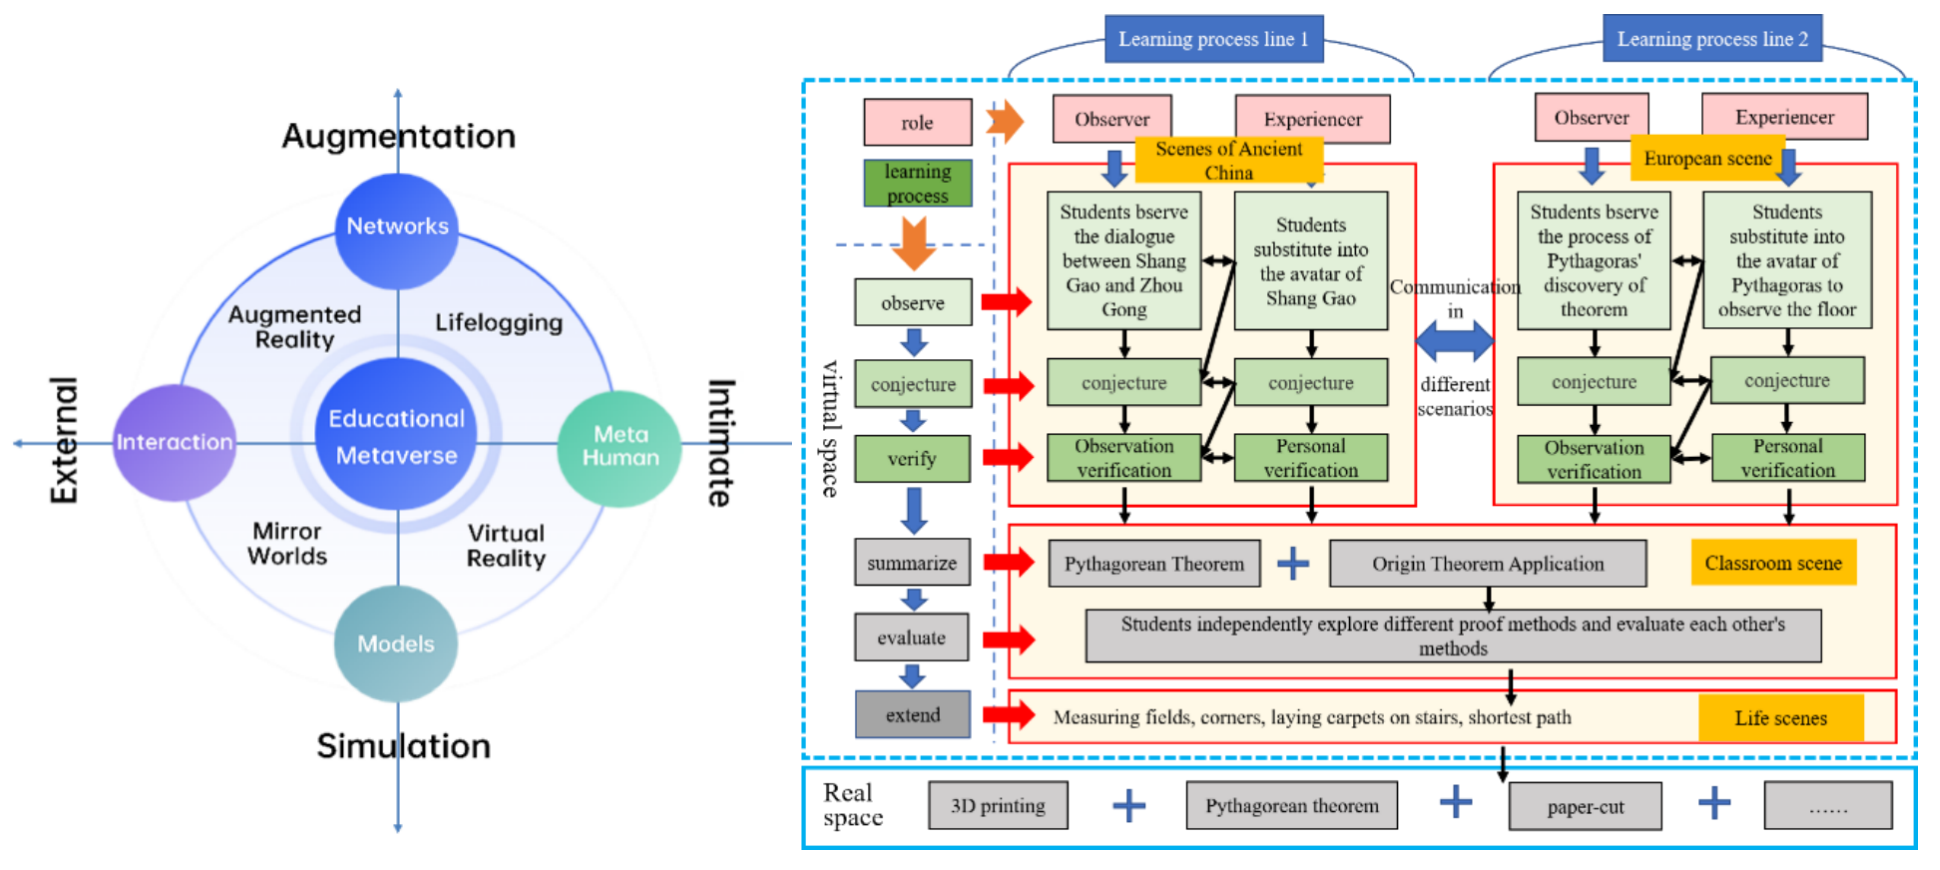 Augmentation
Networks
Augmented
Reality
Lifelogging
External
Interaction
Educational
Metaverse
Meta
Human
Intimate
Mirror
Worlds
Virtual
Reality
Models
Simulation
Learning process line 1
Learning process line 2
role
Observer
Experiencer
Observer
Experiencer
learning
process
Scenes of Ancient
China
European scene
virtual space
observe
Students bserve
the dialogue
between Shang
Gao and Zhou
Gong
Students
substitute into
the avatar of
Shang Gao
Communication
in
different
scenarios
Students bserve
the process of
Pythagoras'
discovery of
theorem
Students
substitute into
the avatar of
Pythagoras to
observe the floor
conjecture
conjecture
conjecture
conjecture
conjecture
verify
Observation
verification
Personal
verification
Observation
verification
Personal
verification
summarize
Pythagorean Theorem
+
Origin Theorem Application
Classroom scene
evaluate
Students independently explore different proof methods and evaluate each other's
methods
extend
Measuring fields, corners, laying carpets on stairs, shortest path
Life scenes
Real
space
3D printing
+
Pythagorean theorem
+
paper-cut
+
......